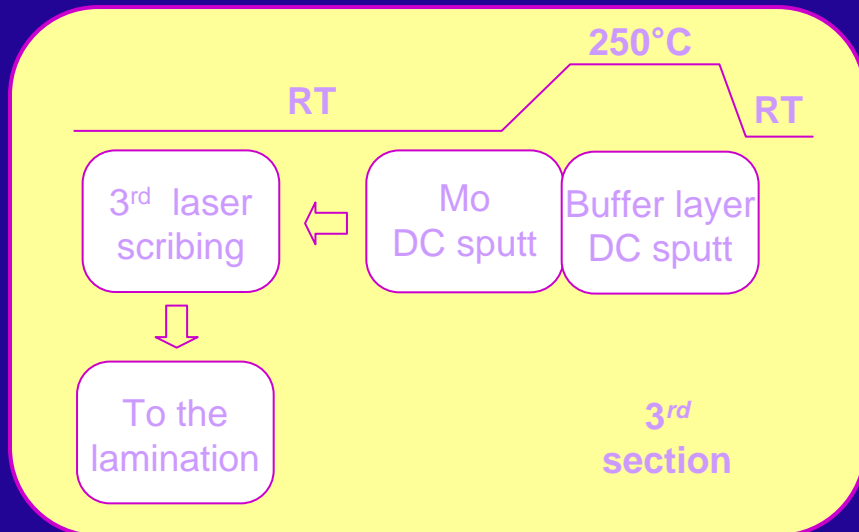 250°C
RT
RT
3rd laser
scribing
Mo
DC sputt
Buffer layer
DC sputt
To the
lamination
3rd
section